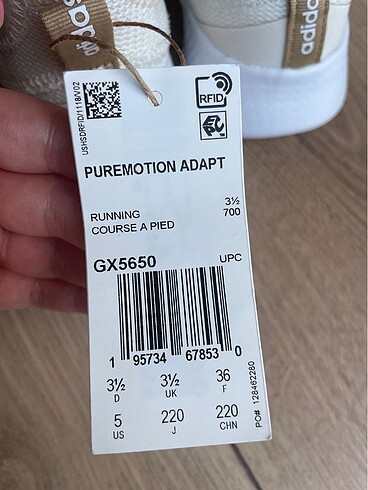 adidas
adidas
USHSDRFID/1118/V02
RFID
PUREMOTION ADAPT
3½
RUNNING 700
COURSE A PIED
GX5650 UPC
1 95734 67853 0
3½ 3½ 36
D UK F
5 220 220
US J CHN
PO# 128462280